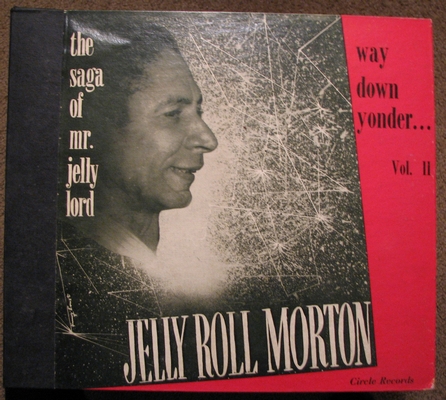 the
saga
of
mr.
jelly
lord
way
down
yonder...
Vol. II
JELLY ROLL MORTON
Circle Records